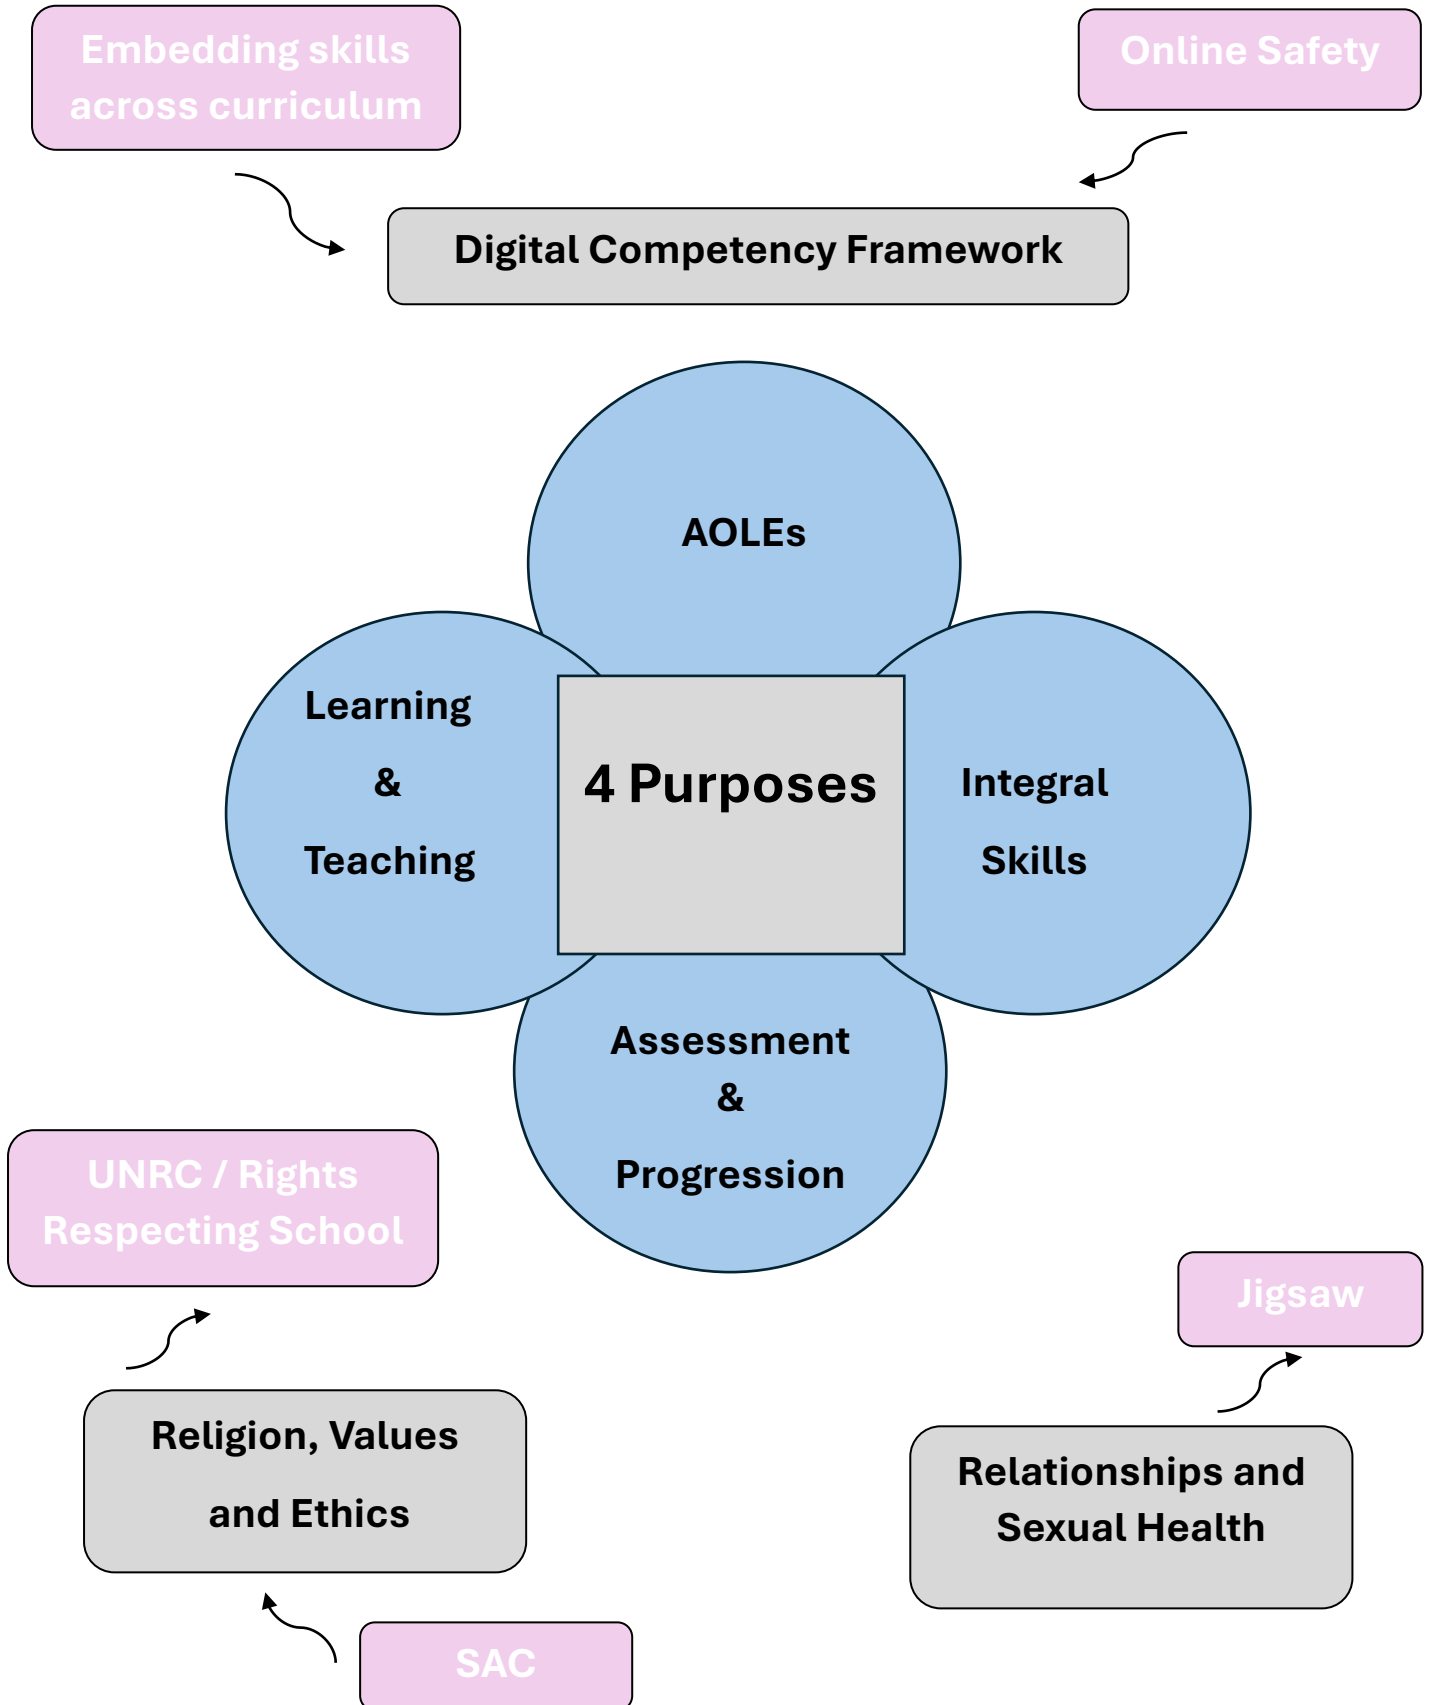 Embedding skills
across curriculum
Online Safety
Digital Competency Framework
AOLEs
Learning
&
Teaching
4 Purposes
Integral
Skills
Assessment
&
Progression
UNRC / Rights
Respecting School
Jigsaw
Religion, Values
and Ethics
Relationships and
Sexual Health
SAC